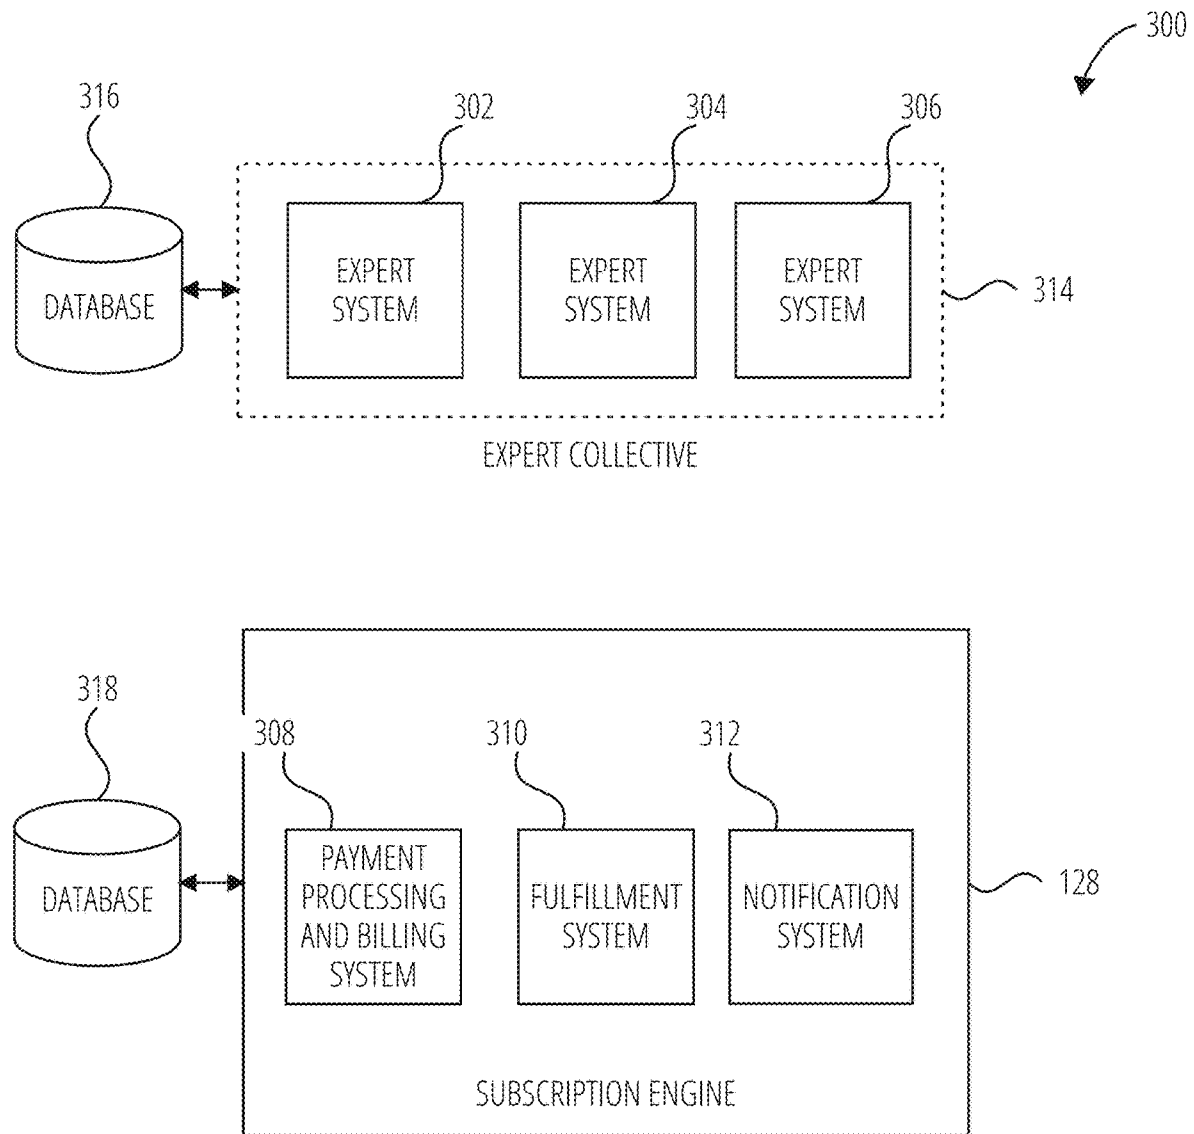 300
316
302
304
306
DATABASE
EXPERT
SYSTEM
EXPERT
SYSTEM
EXPERT
SYSTEM
314
EXPERT COLLECTIVE
318
308
310
312
DATABASE
PAYMENT
PROCESSING
AND BILLING
SYSTEM
FULFILLMENT
SYSTEM
NOTIFICATION
SYSTEM
128
SUBSCRIPTION ENGINE